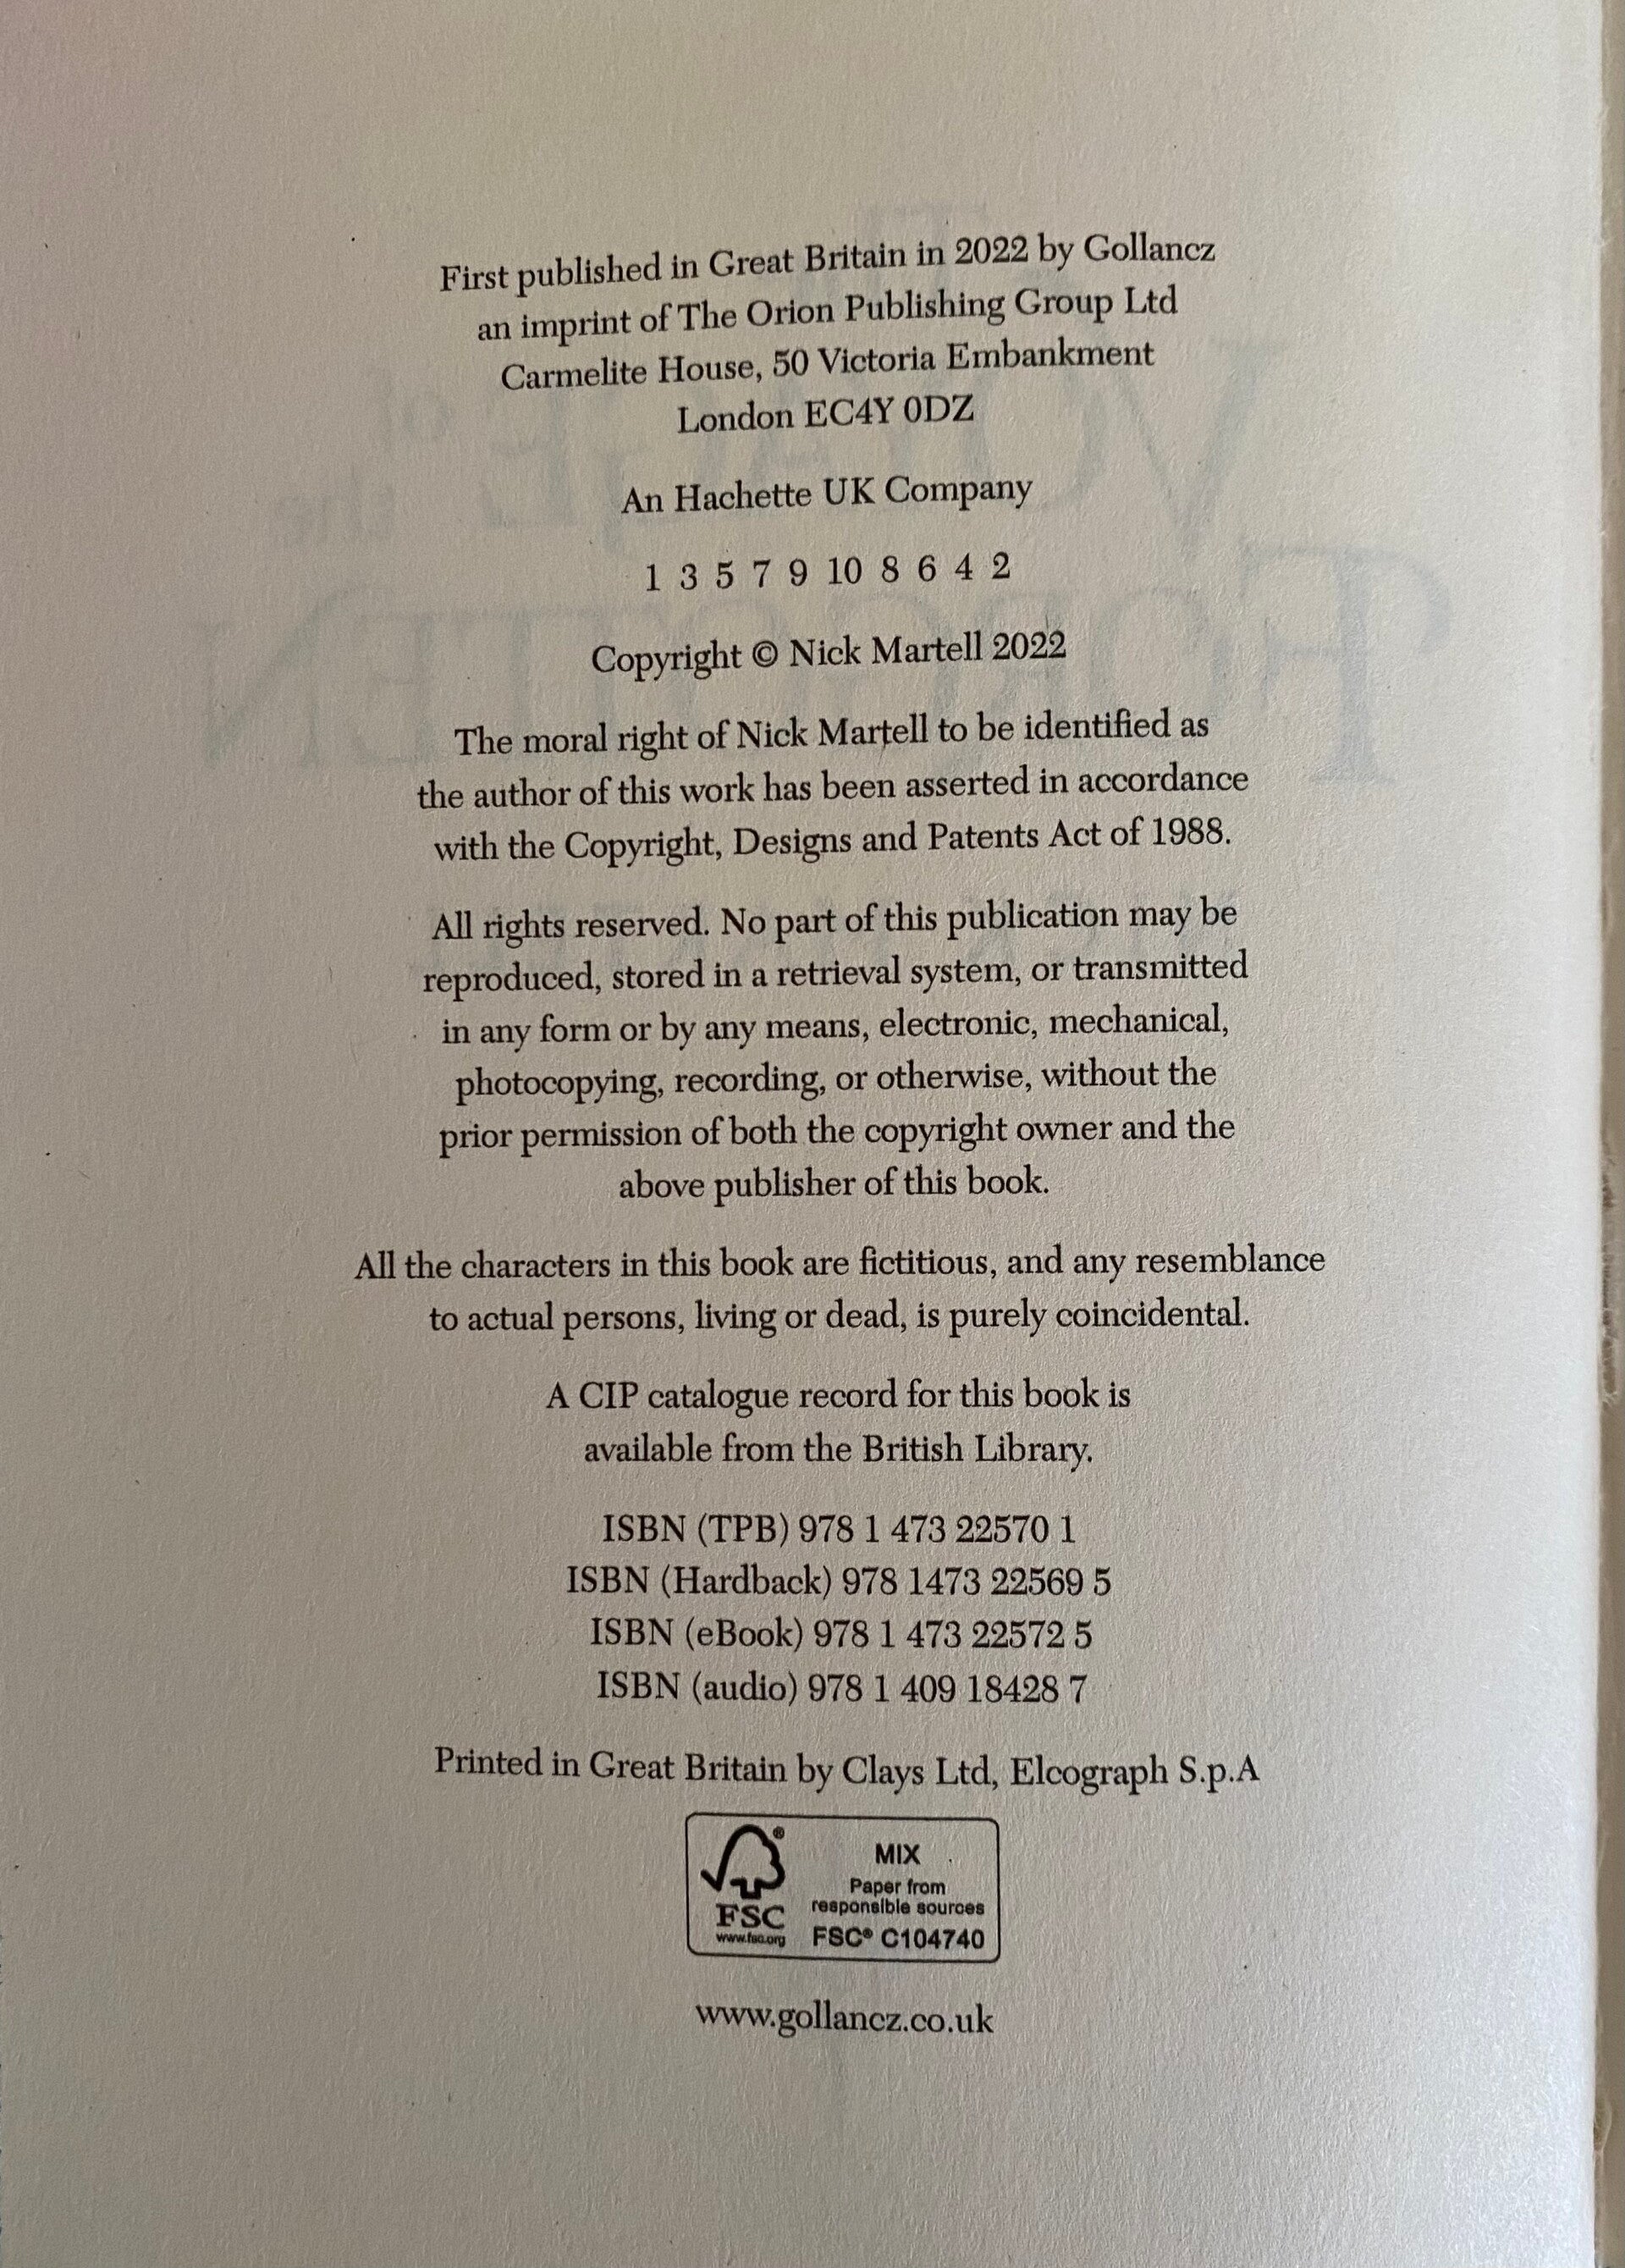 First published in Great Britain in 2022 by Gollancz
an imprint of The Orion Publishing Group Ltd
Carmelite House, 50 Victoria Embankment
London EC4Y 0DZ
An Hachette UK Company
1 3 5 7 9 10 8 6 4 2
Copyright © Nick Martell 2022
The moral right of Nick Martell to be identified as
the author of this work has been asserted in accordance
with the Copyright, Designs and Patents Act of 1988.
All rights reserved. No part of this publication may be
reproduced, stored in a retrieval system, or transmitted
in any form or by any means, electronic, mechanical,
photocopying, recording, or otherwise, without the
prior permission of both the copyright owner and the
above publisher of this book.
All the characters in this book are fictitious, and any resemblance
to actual persons, living or dead, is purely coincidental.
A CIP catalogue record for this book is
available from the British Library.
ISBN (TPB) 978 1 473 22570 1
ISBN (Hardback) 978 1473 22569 5
ISBN (eBook) 978 1 473 22572 5
ISBN (audio) 978 1 409 18428 7
Printed in Great Britain by Clays Ltd, Elcograph S.p.A
FSC
www.fsc.org
MIX
Paper from
responsible sources
FSC® C104740
www.gollancz.co.uk